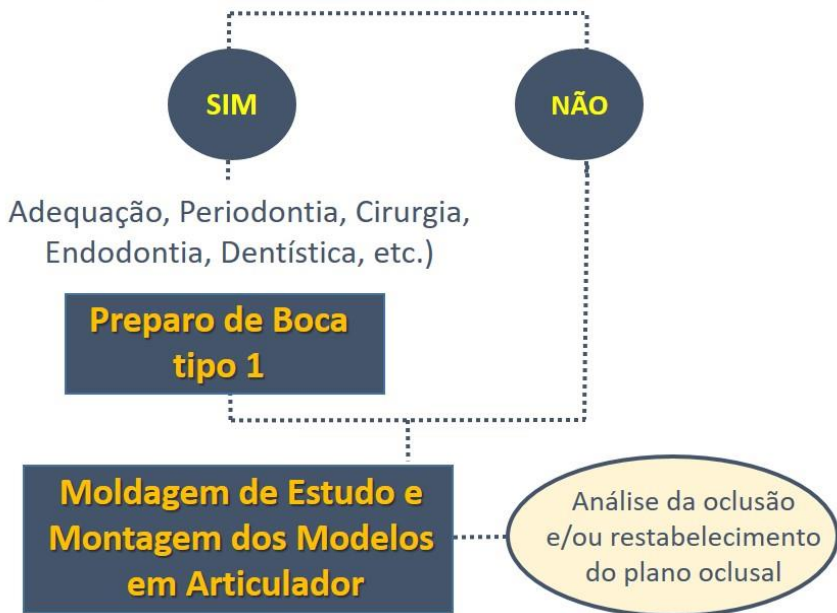 SIM
NÃO
Adequação, Periodontia, Cirurgia,
Endodontia, Dentística, etc.)
Preparo de Boca
tipo 1
Moldagem de Estudo e
Montagem dos Modelos
em Articulador
Análise da oclusão
e/ou restabelecimento
do plano oclusal